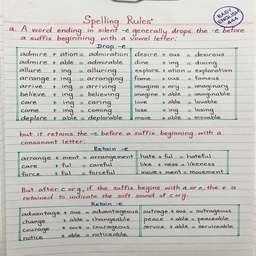 Spelling Rules
EASY ENGLISH
a. A word ending in silent -e generally drops the -e before
a suffix beginning with a vowel letter.
Drop -e
admire + ation = admiration desire + ous = desirous
admire + able = admirable dine + ing = dining
allure + ing = alluring explore + ation = exploration
arrange + ing = arranging fame + ous = famous
arrive + ing = arriving imagine + ary = imaginary
believe + ing = believing imagine + able = imaginable
care + ing = caring love + able = lovable
come + ing = coming lose + ing = losing
deplore + able = deplorable move + able = movable
but it retains the -e before a suffix beginning with a
consonant letter.
Retain -e
arrange + ment = arrangement hate + ful = hateful
care + ful = careful like + ness = likeness
force + ful = forceful move + ment = movement
But after c or g, if the suffix begins with a or o, the e is
retained to indicate the soft sound of c or g.
Retain -e
advantage + ous = advantageous outrage + ous = outrageous
change + able = changeable peace + able = peaceable
courage + ous = courageous service + able = serviceable
notice + able = noticeable